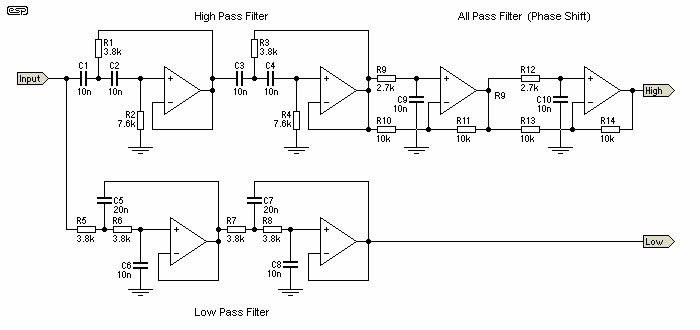 esp
High Pass Filter
All Pass Filter (Phase Shift)
R1
3.8k
R3
3.8k
C1
10n
C2
10n
C3
10n
C4
10n
R9
2.7k
R12
2.7k
Input
High
R2
7.6k
R4
7.6k
C9
10n
R9
C10
10n
R10
10k
R11
10k
R13
10k
R14
10k
C5
20n
C7
20n
R5
3.8k
R6
3.8k
R7
3.8k
R8
3.8k
C6
10n
C8
10n
Low
Low Pass Filter
+
−
+
−
+
−
+
−
+
−
+
−